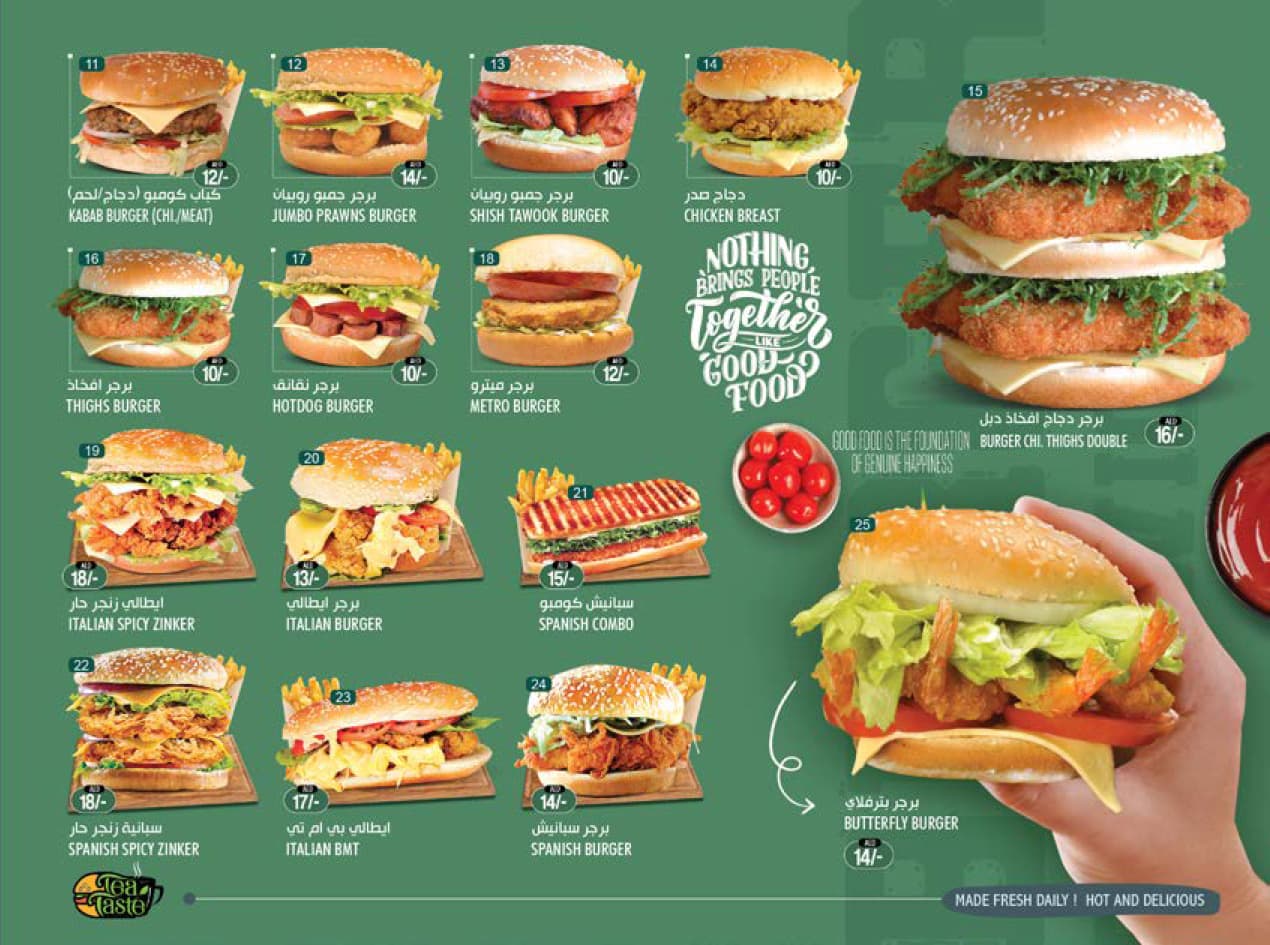 11
AED
12/-
كباب كومبو (دجاج/لحم)
KABAB BURGER (CHI./MEAT)
12
AED
14/-
برجر جمبو روبيان
JUMBO PRAWNS BURGER
13
AED
10/-
برجر جمبو روبيان
SHISH TAWOOK BURGER
14
AED
10/-
دجاج صدر
CHICKEN BREAST
15
برجر دجاج افخاذ دبل
BURGER CHI. THIGHS DOUBLE
AED
16/-
16
AED
10/-
برجر افخاذ
THIGHS BURGER
17
AED
10/-
برجر نقانق
HOTDOG BURGER
18
AED
12/-
برجر ميترو
METRO BURGER
NOTHING
BRINGS PEOPLE
Together
LIKE
GOOD
FOOD
GOOD FOOD IS THE FOUNDATION
OF GENUINE HAPPINESS
19
AED
18/-
ايطالي زنجر حار
ITALIAN SPICY ZINKER
20
AED
13/-
برجر ايطالي
ITALIAN BURGER
21
AED
15/-
سبانيش كومبو
SPANISH COMBO
22
AED
18/-
سبانية زنجر حار
SPANISH SPICY ZINKER
23
AED
17/-
ايطالي بي ام تي
ITALIAN BMT
24
AED
14/-
برجر سبانيش
SPANISH BURGER
25
برجر بترفلاي
BUTTERFLY BURGER
AED
14/-
Tea
Taste
MADE FRESH DAILY ! HOT AND DELICIOUS